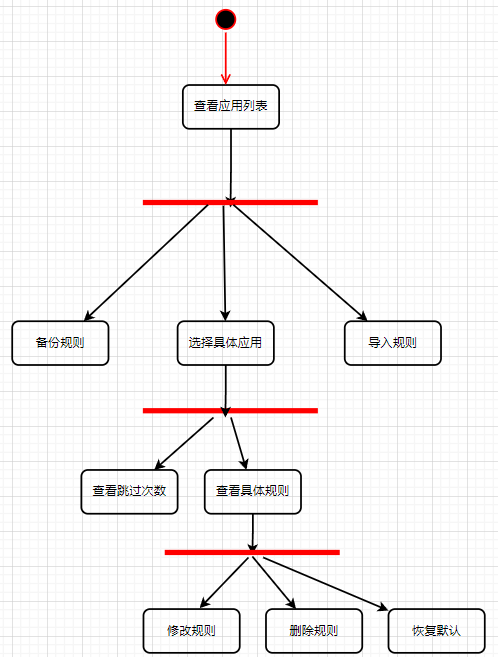 查看应用列表
备份规则
选择具体应用
导入规则
查看跳过次数
查看具体规则
修改规则
删除规则
恢复默认